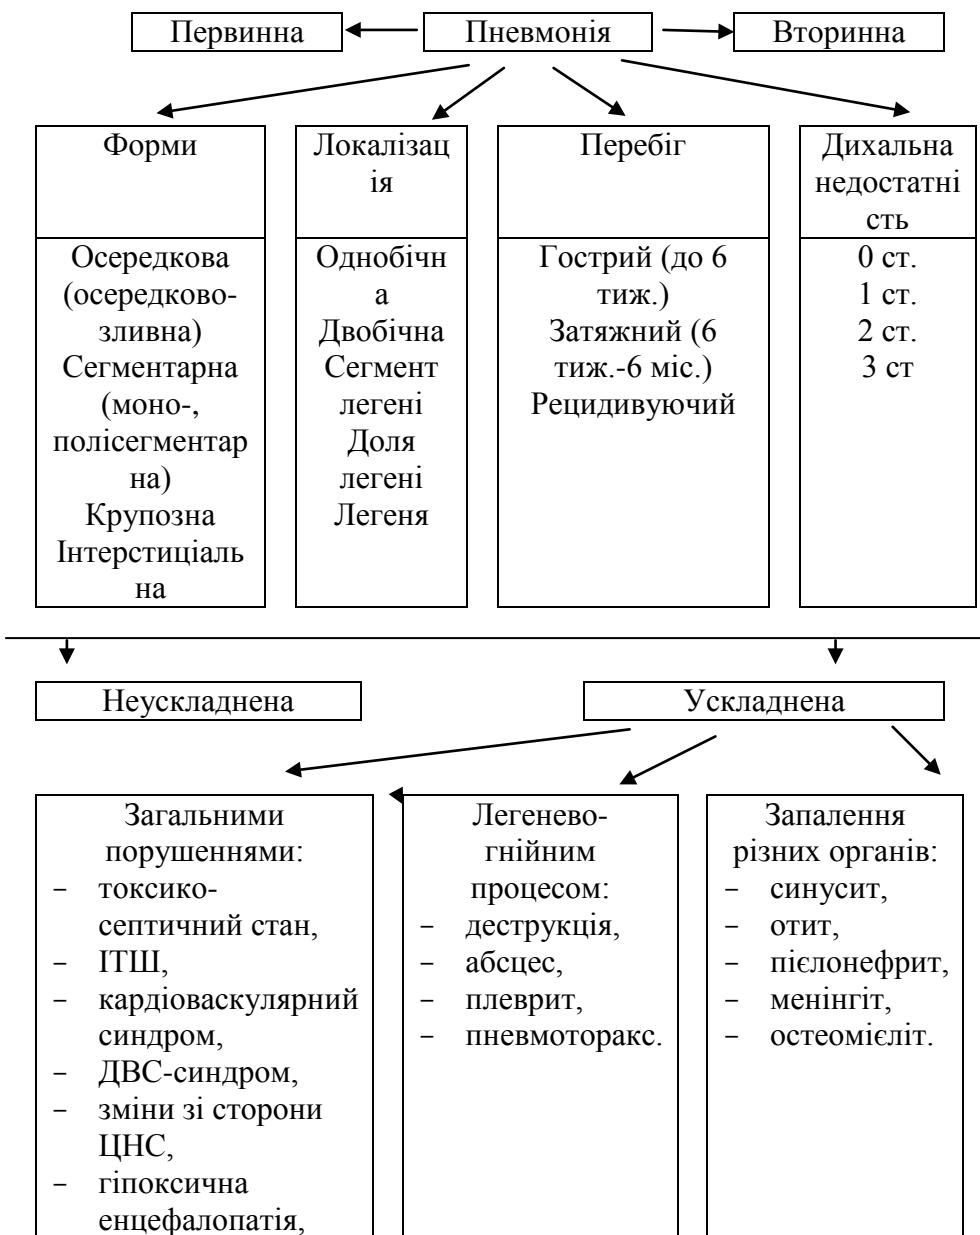 Первинна
Пневмонія
Вторинна
Форми
Локалізац
ія
Перебіг
Дихальна
недостатні
сть
Осередкова
(осередково-
зливна)
Сегментарна
(моно-,
полісегментар
на)
Крупозна
Інтерстиціаль
на
Однобічн
а
Двобічна
Сегмент
легені
Доля
легені
Легеня
Гострий (до 6
тиж.)
Затяжний (6
тиж.-6 міс.)
Рецидивуючий
0 ст.
1 ст.
2 ст.
3 ст
Неускладнена
Ускладнена
Загальними
порушеннями:
- токсико-
септичний стан,
- ІТШ,
- кардіоваскулярний
синдром,
- ДВС-синдром,
- зміни зі сторони
ЦНС,
- гіпоксична
енцефалопатія,
Легенево-
гнійним
процесом:
- деструкція,
- абсцес,
- плеврит,
- пневмоторакс.
Запалення
різних органів:
- синусит,
- отит,
- пієлонефрит,
- менінгіт,
- остеомієліт.